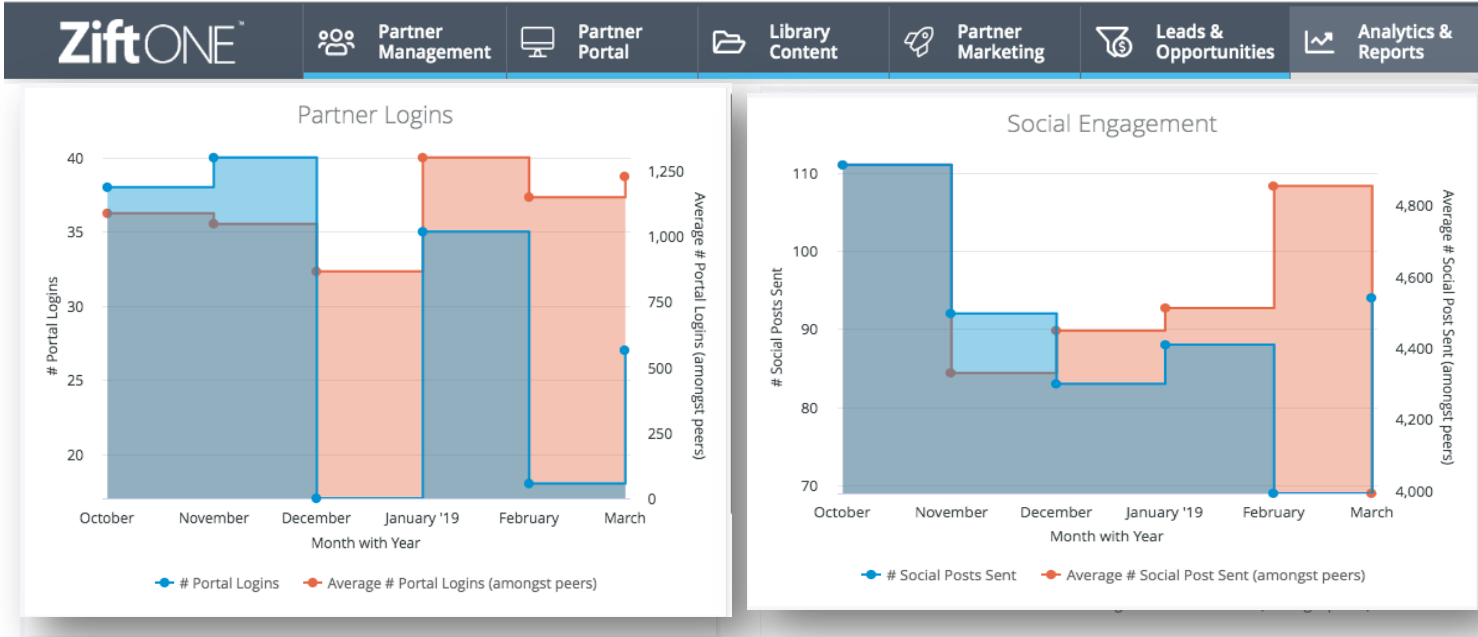 ZiftONE™
Partner
Management
Partner
Portal
Library
Content
Partner
Marketing
Leads &
Opportunities
Analytics &
Reports
Partner Logins
# Portal Logins
40
35
30
25
20
1,250
1,000
750
500
250
0
Average # Portal Logins (amongst peers)
October November December January '19 February March
Month with Year
# Portal Logins Average # Portal Logins (amongst peers)
Social Engagement
# Social Posts Sent
110
100
90
80
70
4,800
4,600
4,400
4,200
4,000
Average # Social Post Sent (amongst peers)
October November December January '19 February March
Month with Year
# Social Posts Sent Average # Social Post Sent (amongst peers)